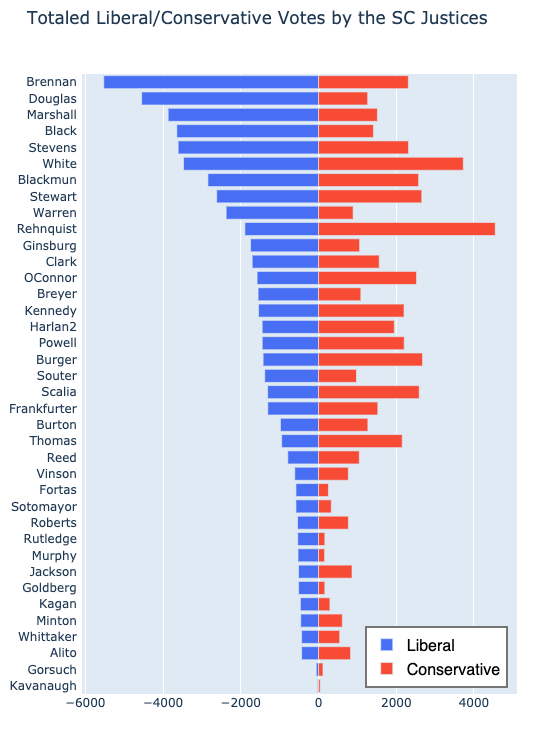 Totaled Liberal/Conservative Votes by the SC Justices
Brennan
Douglas
Marshall
Black
Stevens
White
Blackmun
Stewart
Warren
Rehnquist
Ginsburg
Clark
OConnor
Breyer
Kennedy
Harlan2
Powell
Burger
Souter
Scalia
Frankfurter
Burton
Thomas
Reed
Vinson
Fortas
Sotomayor
Roberts
Rutledge
Murphy
Jackson
Goldberg
Kagan
Minton
Whittaker
Alito
Gorsuch
Kavanaugh
Liberal
Conservative
−6000 −4000 −2000 0 2000 4000